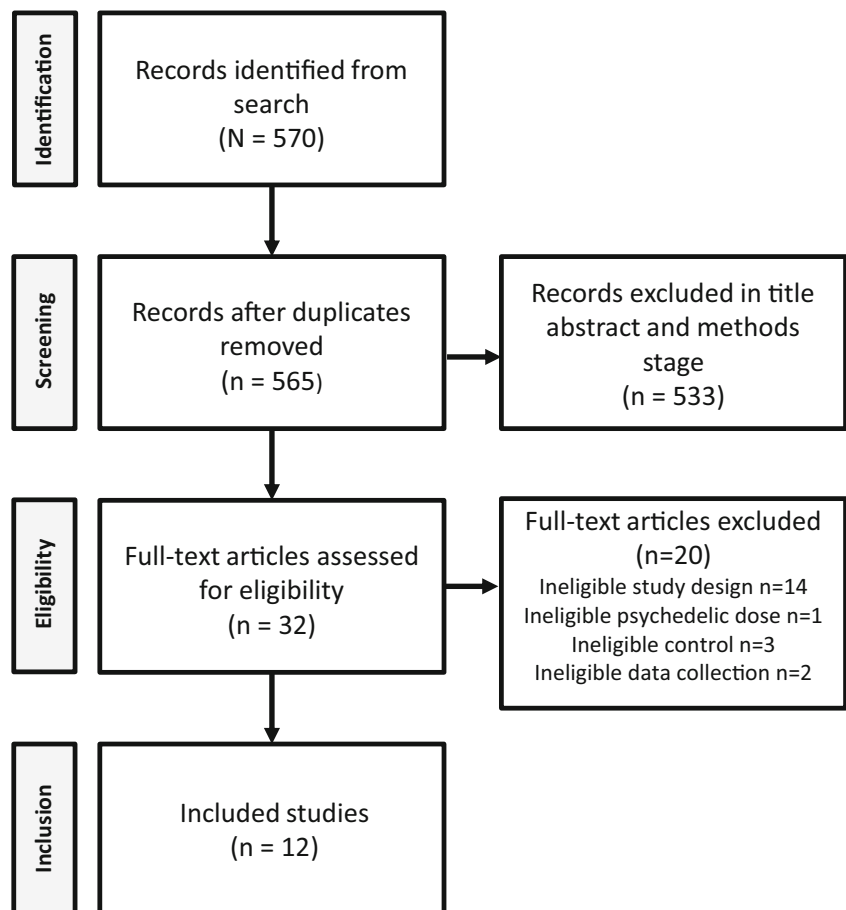 Identification
Records identified from
search
(N = 570)
Screening
Records after duplicates
removed
(n = 565)
Records excluded in title
abstract and methods
stage
(n = 533)
Eligibility
Full-text articles assessed
for eligibility
(n = 32)
Full-text articles excluded
(n=20)
Ineligible study design n=14
Ineligible psychedelic dose n=1
Ineligible control n=3
Ineligible data collection n=2
Inclusion
Included studies
(n = 12)